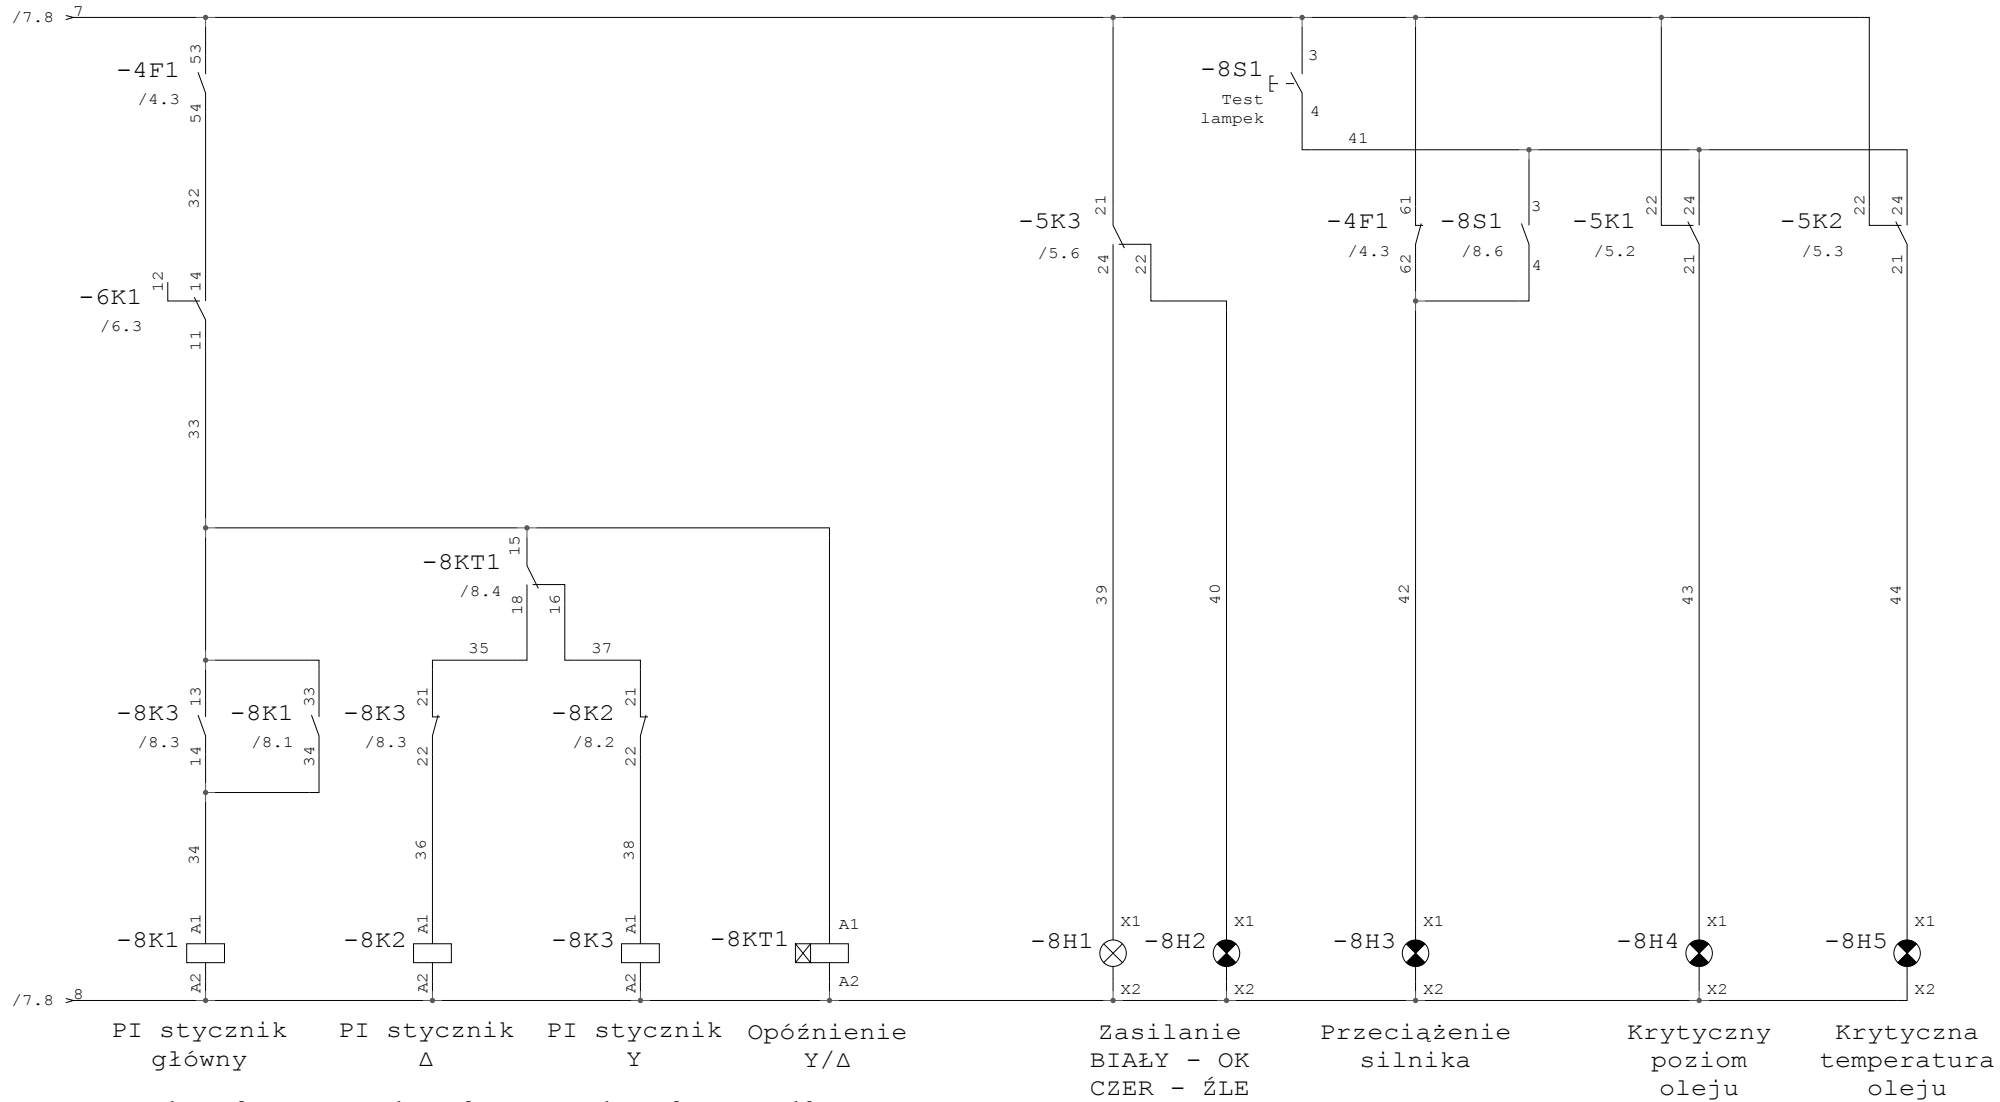 /7.8
7
53
-4F1
/4.3
54
32
12
14
-6K1
/6.3
11
33
15
-8KT1
/8.4
18
16
35
37
13
-8K3
/8.3
14
33
-8K1
/8.1
34
21
-8K3
/8.3
22
21
-8K2
/8.2
22
34
36
38
A1
-8K1
A2
A1
-8K2
A2
A1
-8K3
A2
A1
-8KT1
A2
3
-8S1
Test
lampek
4
41
21
-5K3
/5.6
24
22
61
-4F1
/4.3
62
3
-8S1
/8.6
4
22
24
-5K1
/5.2
21
22
24
-5K2
/5.3
21
39
40
42
43
44
X1
-8H1
X2
X1
-8H2
X2
X1
-8H3
X2
X1
-8H4
X2
X1
-8H5
X2
/7.8
8
PI stycznik
główny
PI stycznik
Δ
PI stycznik
Y
Opóźnienie
Y/Δ
Zasilanie
BIAŁY - OK
CZER - ŹLE
Przeciążenie
silnika
Krytyczny
poziom
oleju
Krytyczna
temperatura
oleju